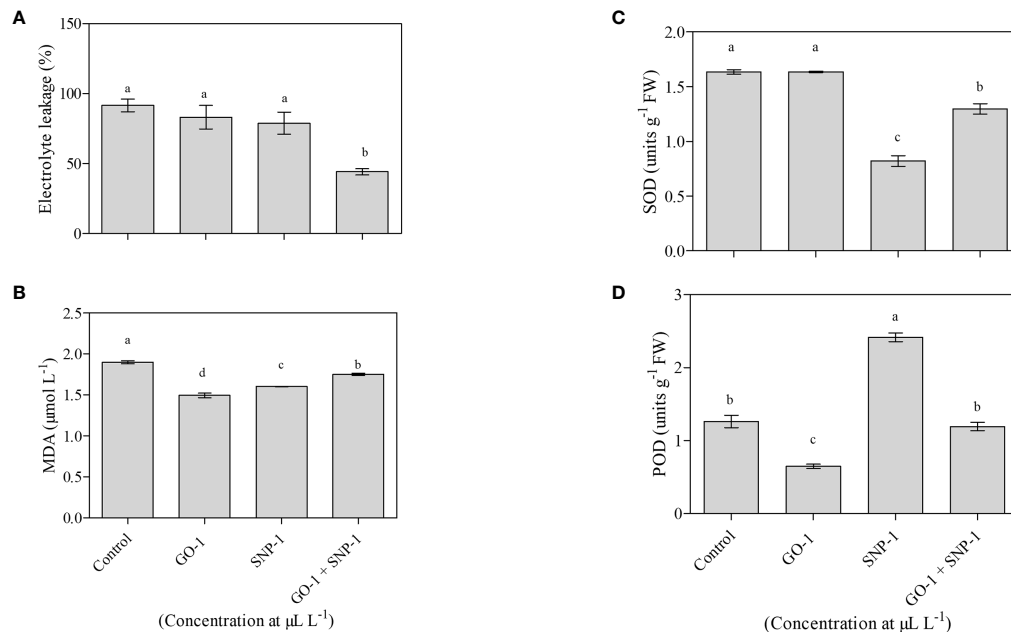 A
Electrolyte leakage (%)
150
100
50
0
a
a
a
b
B
MDA (µmol L⁻¹)
2.5
2.0
1.5
1.0
0.5
0.0
a
d
c
b
Control
GO-1
SNP-1
GO-1 + SNP-1
(Concentration at µL L⁻¹)
C
SOD (units g⁻¹ FW)
2.0
1.5
1.0
0.5
0.0
a
a
c
b
D
POD (units g⁻¹ FW)
3
2
1
0
b
c
a
b
Control
GO-1
SNP-1
GO-1 + SNP-1
(Concentration at µL L⁻¹)